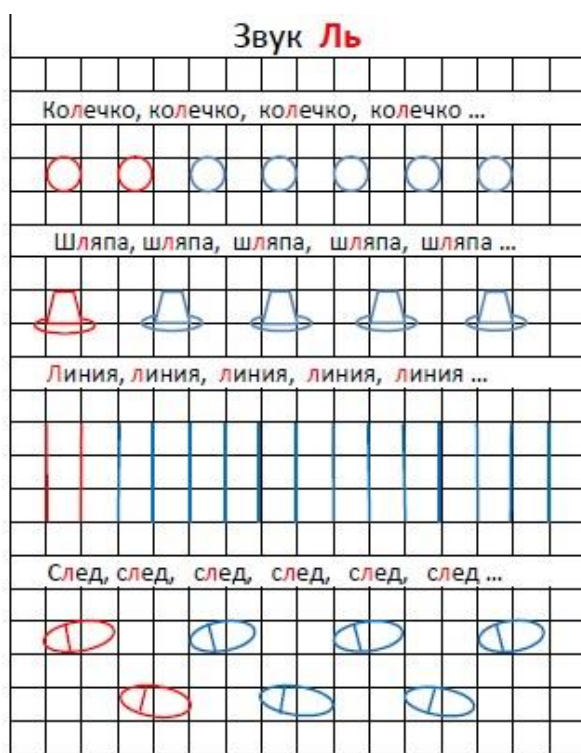 Звук Ль
Колечко, колечко, колечко, колечко ...
Шляпа, шляпа, шляпа, шляпа, шляпа ...
Линия, линия, линия, линия, линия ...
След, след, след, след, след, след ...